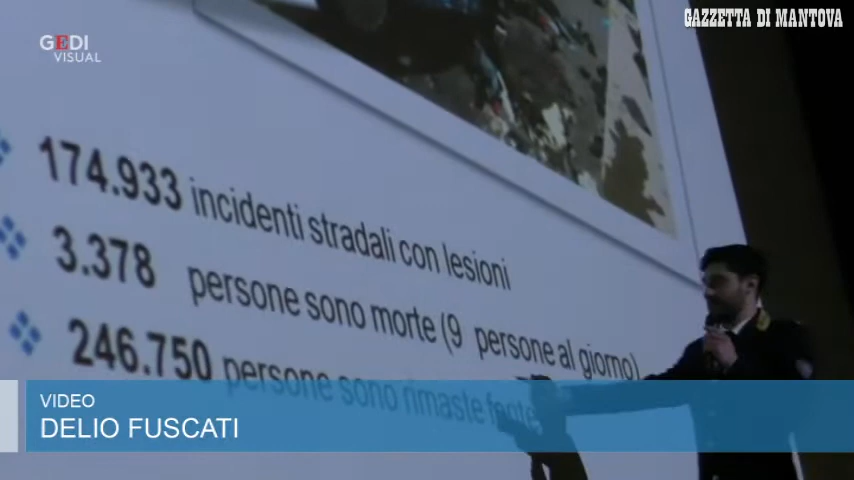 GEDI
VISUAL
GAZZETTA DI MANTOVA
174.933 incidenti stradali con lesioni
3.378 persone sono morte (9 persone al giorno)
246.750 persone sono rimaste ferite
VIDEO
DELIO FUSCATI